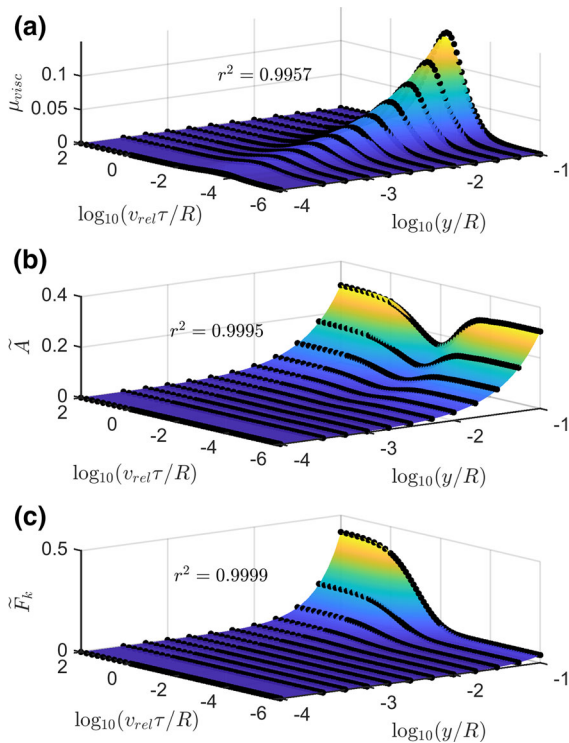 (a)
μ_visc
0.1
0.05
0
r² = 0.9957
2
0
-2
-4
-6
log₁₀(v_relτ/R)
-4
-3
-2
-1
log₁₀(y/R)
(b)
Ã
0.4
0.2
0
r² = 0.9995
2
0
-2
-4
-6
log₁₀(v_relτ/R)
-4
-3
-2
-1
log₁₀(y/R)
(c)
F̃_k
0.5
0
r² = 0.9999
2
0
-2
-4
-6
log₁₀(v_relτ/R)
-4
-3
-2
-1
log₁₀(y/R)